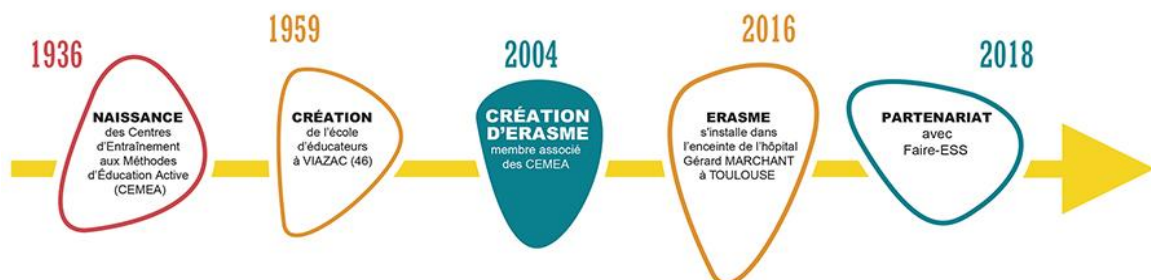 1936
NAISSANCE
des Centres
d'Entraînement
aux Méthodes
d'Éducation Active
(CEMEA)
1959
CRÉATION
de l'école
d'éducateurs
à VIAZAC (46)
2004
CRÉATION
D'ERASME
membre associé
des CEMEA
2016
ERASME
s'installe dans
l'enceinte de l'hôpital
Gérard MARCHANT
à TOULOUSE
2018
PARTENARIAT
avec
Faire-ESS